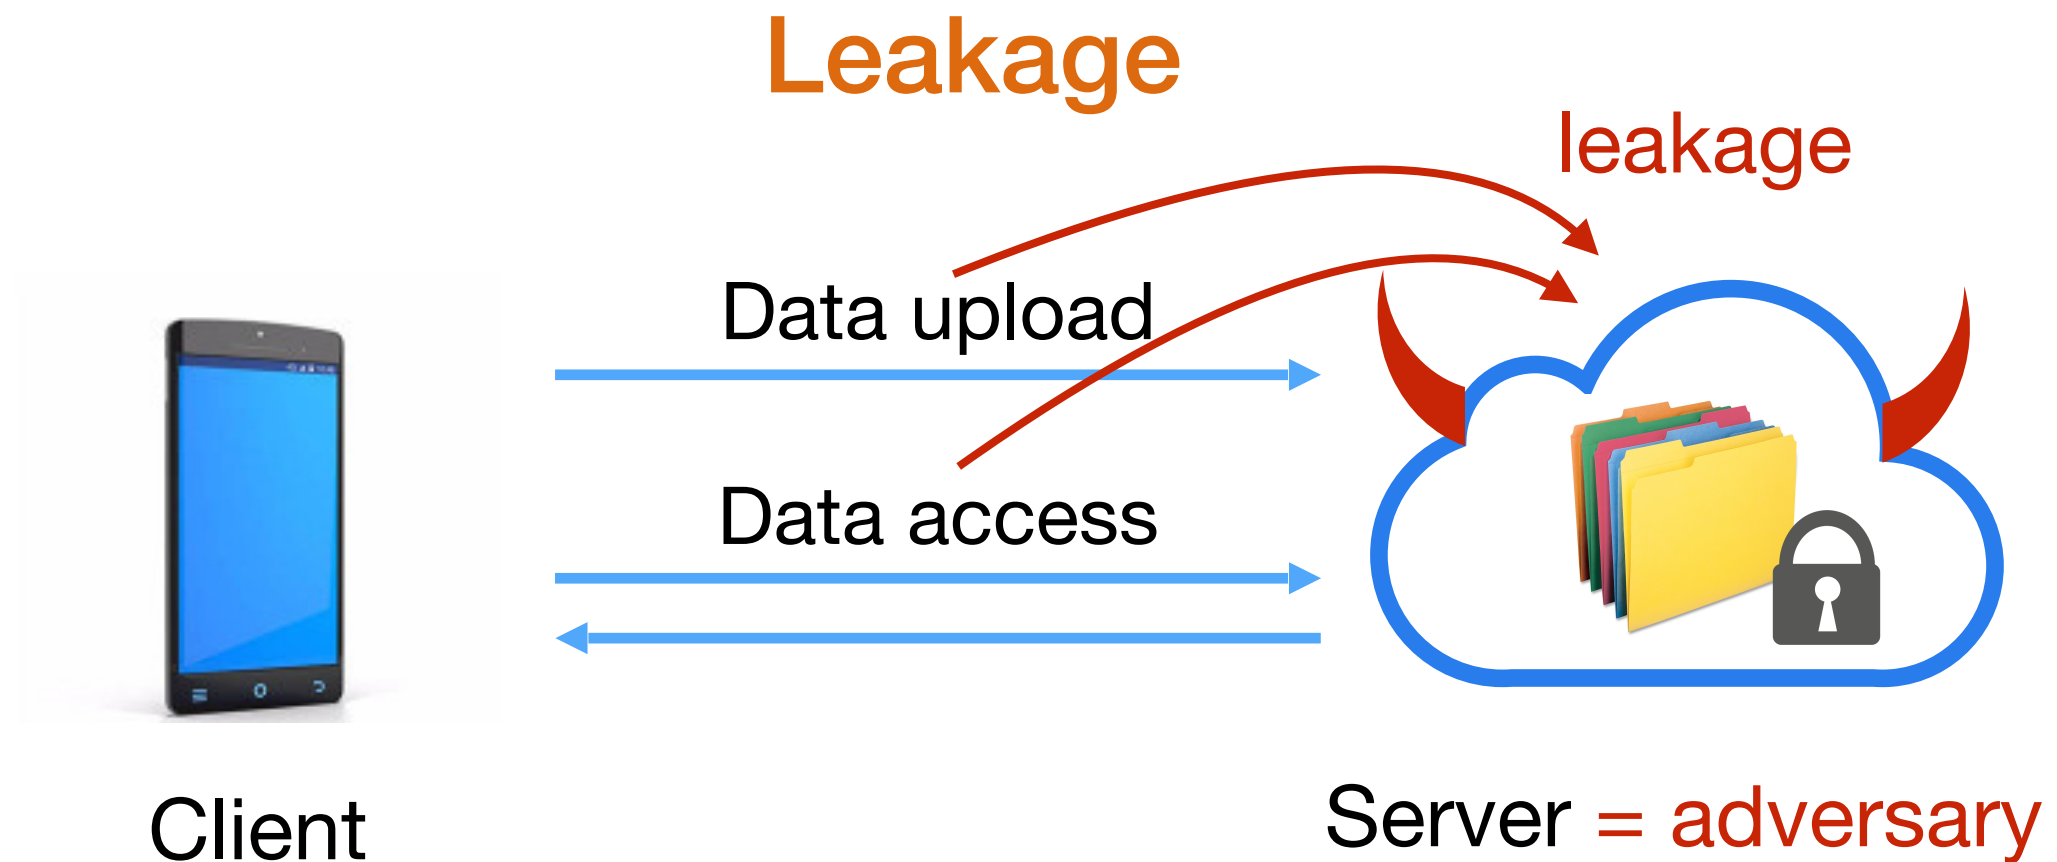 Leakage
leakage
Data upload
Data access
Client
Server = adversary